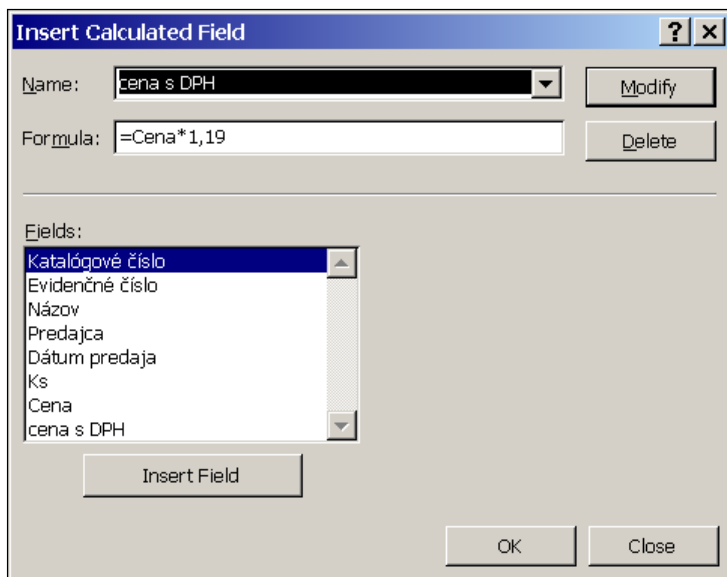 Insert Calculated Field
Name: cena s DPH Modify
Formula: =Cena*1,19 Delete
Fields:
Katalógové číslo
Evidenčné číslo
Názov
Predajca
Dátum predaja
Ks
Cena
cena s DPH
Insert Field
OK Close